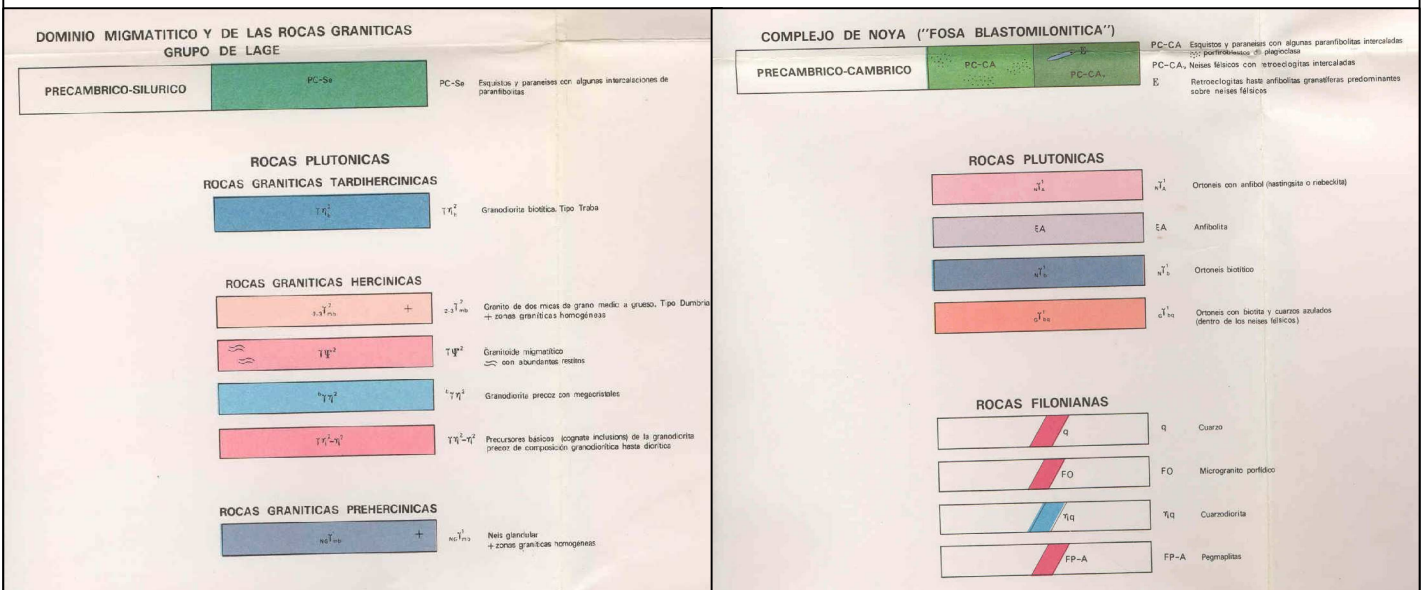 DOMINIO MIGMATITICO Y DE LAS ROCAS GRANITICAS
GRUPO DE LAGE
PRECAMBRICO-SILURICO
PC-Se
PC-Se Esquistos y paraneises con algunas intercalaciones de
paranfibolitas
ROCAS PLUTONICAS
ROCAS GRANITICAS TARDIHERCINICAS
Granodiorita biotítica. Tipo Traba
ROCAS GRANITICAS HERCINICAS
+
Granito de dos micas de grano medio a grueso. Tipo Dumbria
+ zonas graníticas homogéneas
Granitoide migmatítico
con abundantes restitos
Granodiorita precoz con megacristales
Precursores básicos (cognate inclusions) de la granodiorita
precoz de composición granodiorítica hasta diorítica
ROCAS GRANITICAS PREHERCINICAS
+
Neis glandular
+ zonas graníticas homogéneas
COMPLEJO DE NOYA ("FOSA BLASTOMILONITICA")
PRECAMBRICO-CAMBRICO
PC-CA
E
PC-CA
PC-CA Esquistos y paraneises con algunas paranfibolitas intercaladas
porfiroblastos de plagioclasa
PC-CA Neises félsicos con retroeclogitas intercaladas
E Retroeclogitas hasta anfibolitas granatíferas predominantes
sobre neises félsicos
ROCAS PLUTONICAS
Ortoneis con anfibol (hastingsita o riebeckita)
EA
EA Anfibolita
Ortoneis biotítico
Ortoneis con biotita y cuarzos azulados
(dentro de los neises félsicos)
ROCAS FILONIANAS
q
q Cuarzo
FO
FO Microgranito porfídico
ηq
ηq Cuarzodiorita
FP-A
FP-A Pegmaplitas